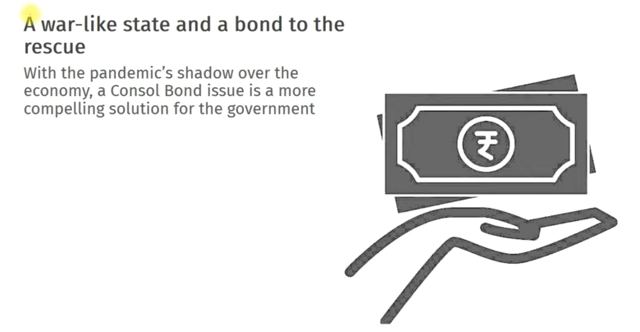 A war-like state and a bond to the
rescue
With the pandemic’s shadow over the
economy, a Consol Bond issue is a more
compelling solution for the government
₹